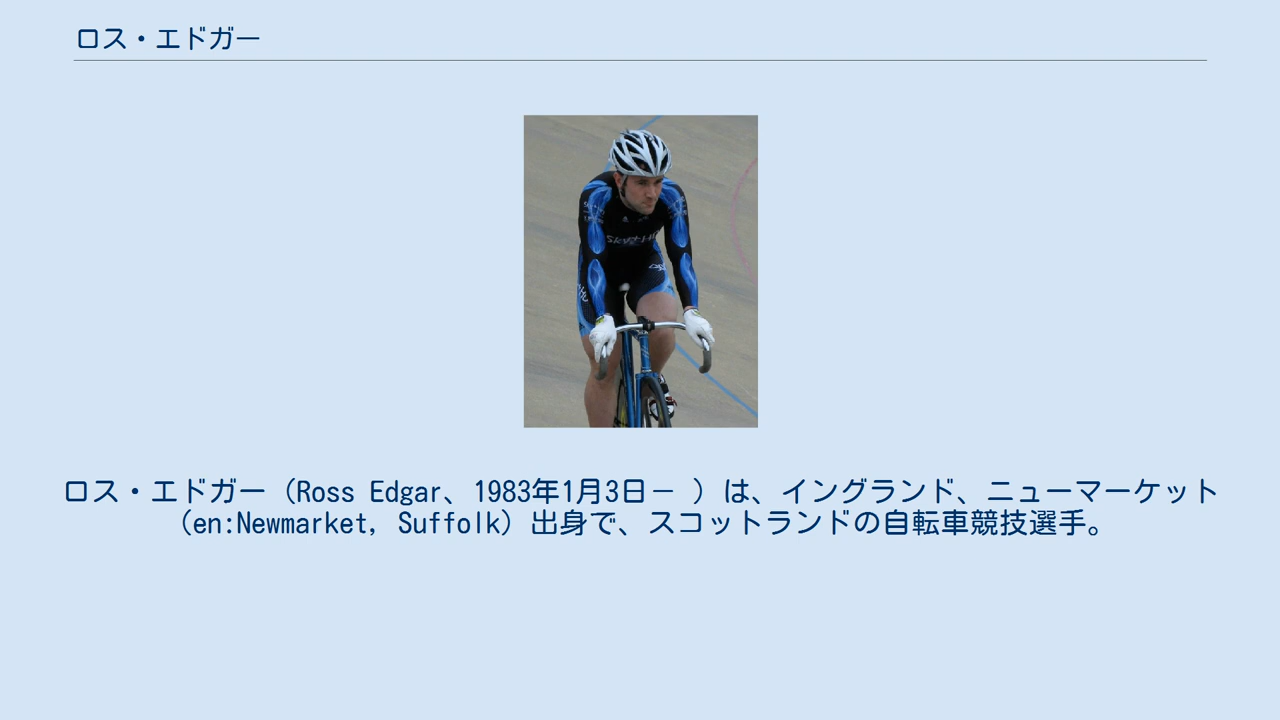 ロス・エドガー
ロス・エドガー（Ross Edgar、1983年1月3日－ ）は、イングランド、ニューマーケット
（en:Newmarket, Suffolk）出身で、スコットランドの自転車競技選手。